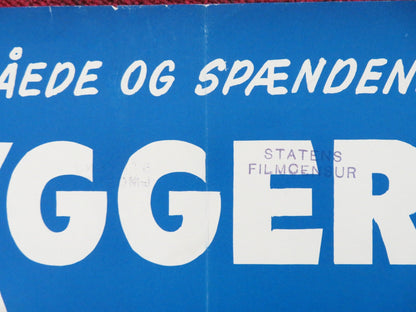 ÅEDE OG SPÆNDEN
YGGER
STATENS
FILMCENSUR